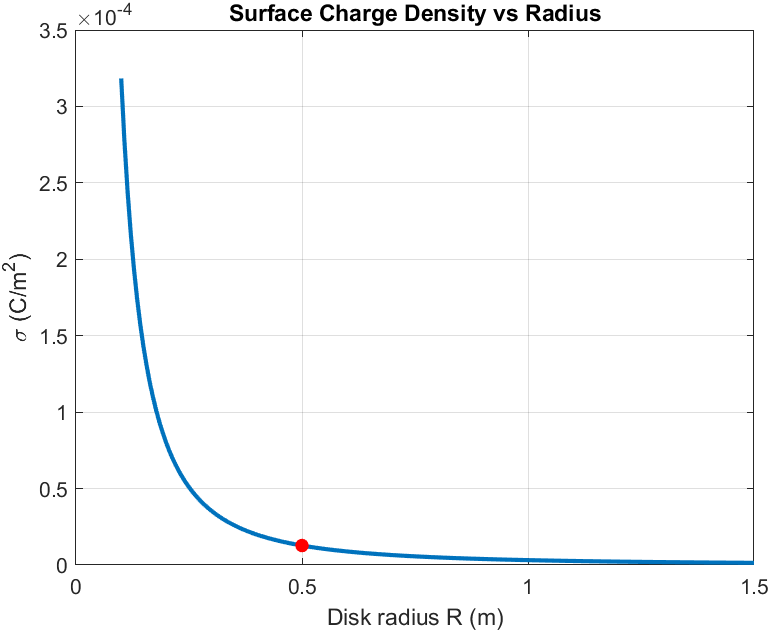 Surface Charge Density vs Radius
×10⁻⁴
3.5
3
2.5
2
1.5
1
0.5
0
σ (C/m²)
0 0.5 1 1.5
Disk radius R (m)